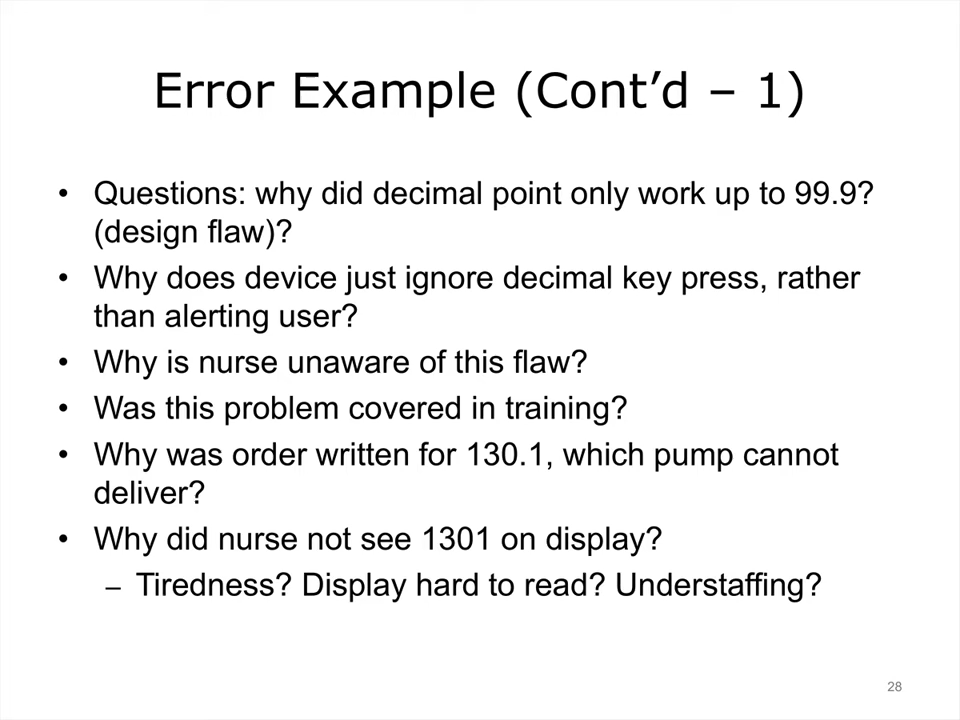 Error Example (Cont’d – 1)
• Questions: why did decimal point only work up to 99.9?
(design flaw)?
• Why does device just ignore decimal key press, rather
than alerting user?
• Why is nurse unaware of this flaw?
• Was this problem covered in training?
• Why was order written for 130.1, which pump cannot
deliver?
• Why did nurse not see 1301 on display?
– Tiredness? Display hard to read? Understaffing?
28